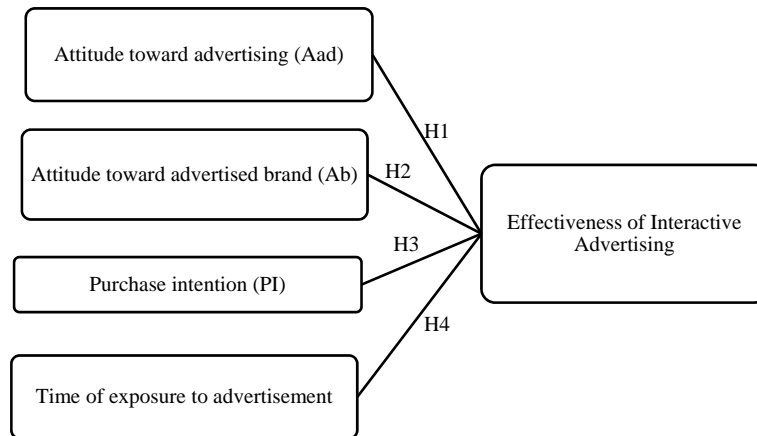 Attitude toward advertising (Aad)
H1
Attitude toward advertised brand (Ab)
H2
Effectiveness of Interactive
Advertising
H3
Purchase intention (PI)
H4
Time of exposure to advertisement